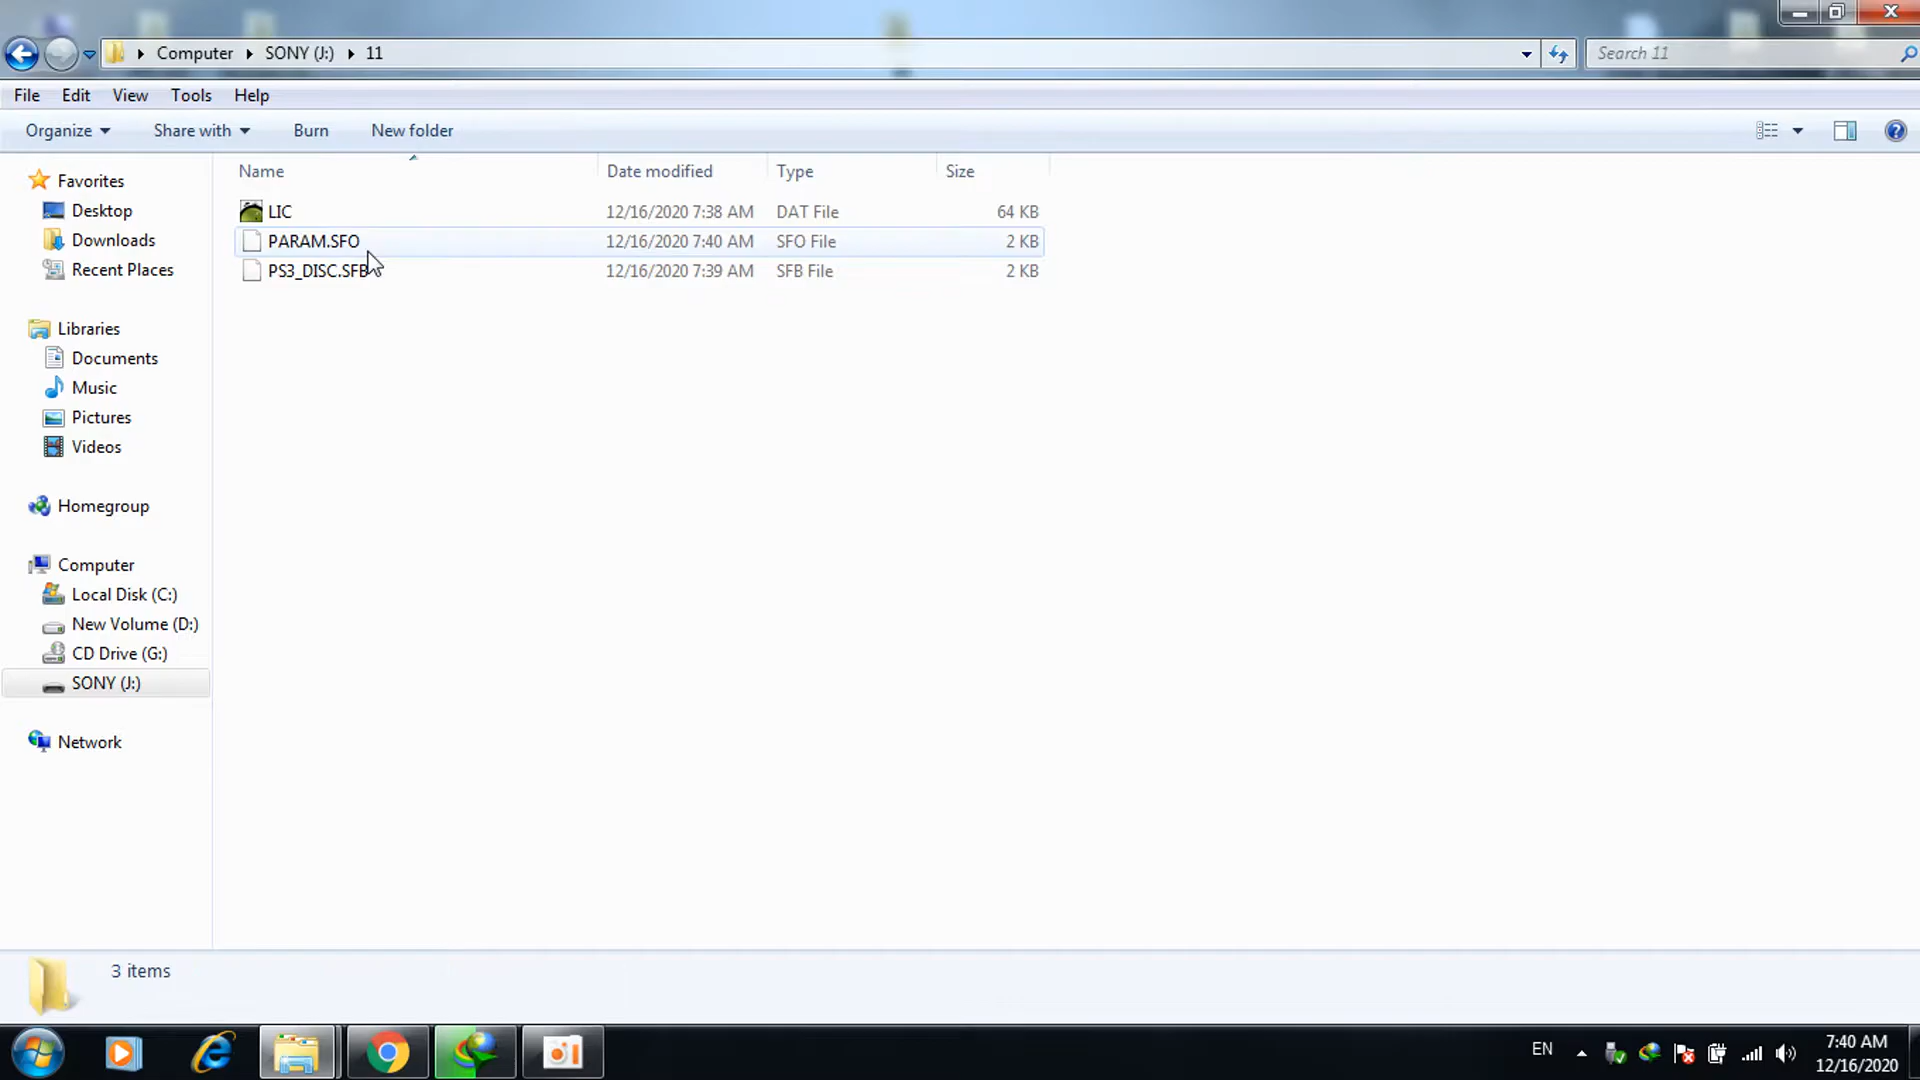 Computer SONY (J:) 11 Search 11
File Edit View Tools Help
Organize Share with Burn New folder
Name Date modified Type Size
LIC 12/16/2020 7:38 AM DAT File 64 KB
PARAM.SFO 12/16/2020 7:40 AM SFO File 2 KB
PS3_DISC.SFB 12/16/2020 7:39 AM SFB File 2 KB
Favorites
Desktop
Downloads
Recent Places
Libraries
Documents
Music
Pictures
Videos
Homegroup
Computer
Local Disk (C:)
New Volume (D:)
CD Drive (G:)
SONY (J:)
Network
3 items
EN 7:40 AM
12/16/2020